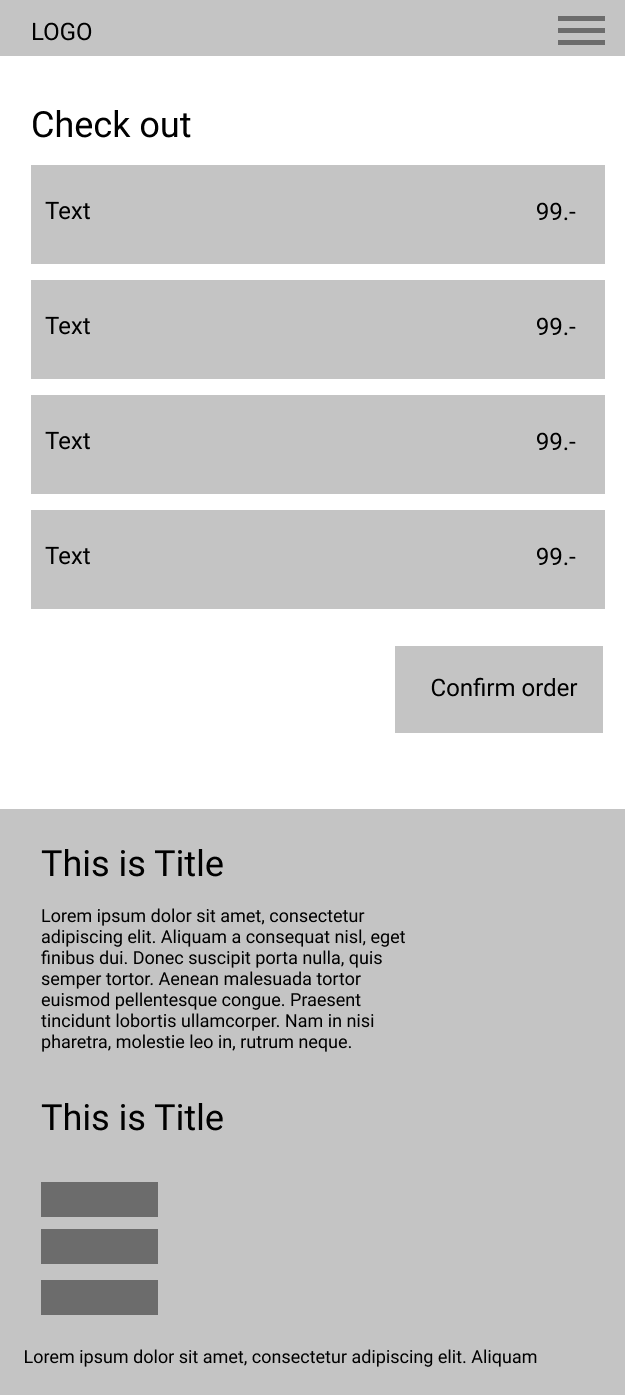 LOGO
Check out
Text 99.-
Text 99.-
Text 99.-
Text 99.-
Confirm order
This is Title
Lorem ipsum dolor sit amet, consectetur
adipiscing elit. Aliquam a consequat nisl, eget
finibus dui. Donec suscipit porta nulla, quis
semper tortor. Aenean malesuada tortor
euismod pellentesque congue. Praesent
tincidunt lobortis ullamcorper. Nam in nisi
pharetra, molestie leo in, rutrum neque.
This is Title
Lorem ipsum dolor sit amet, consectetur adipiscing elit. Aliquam